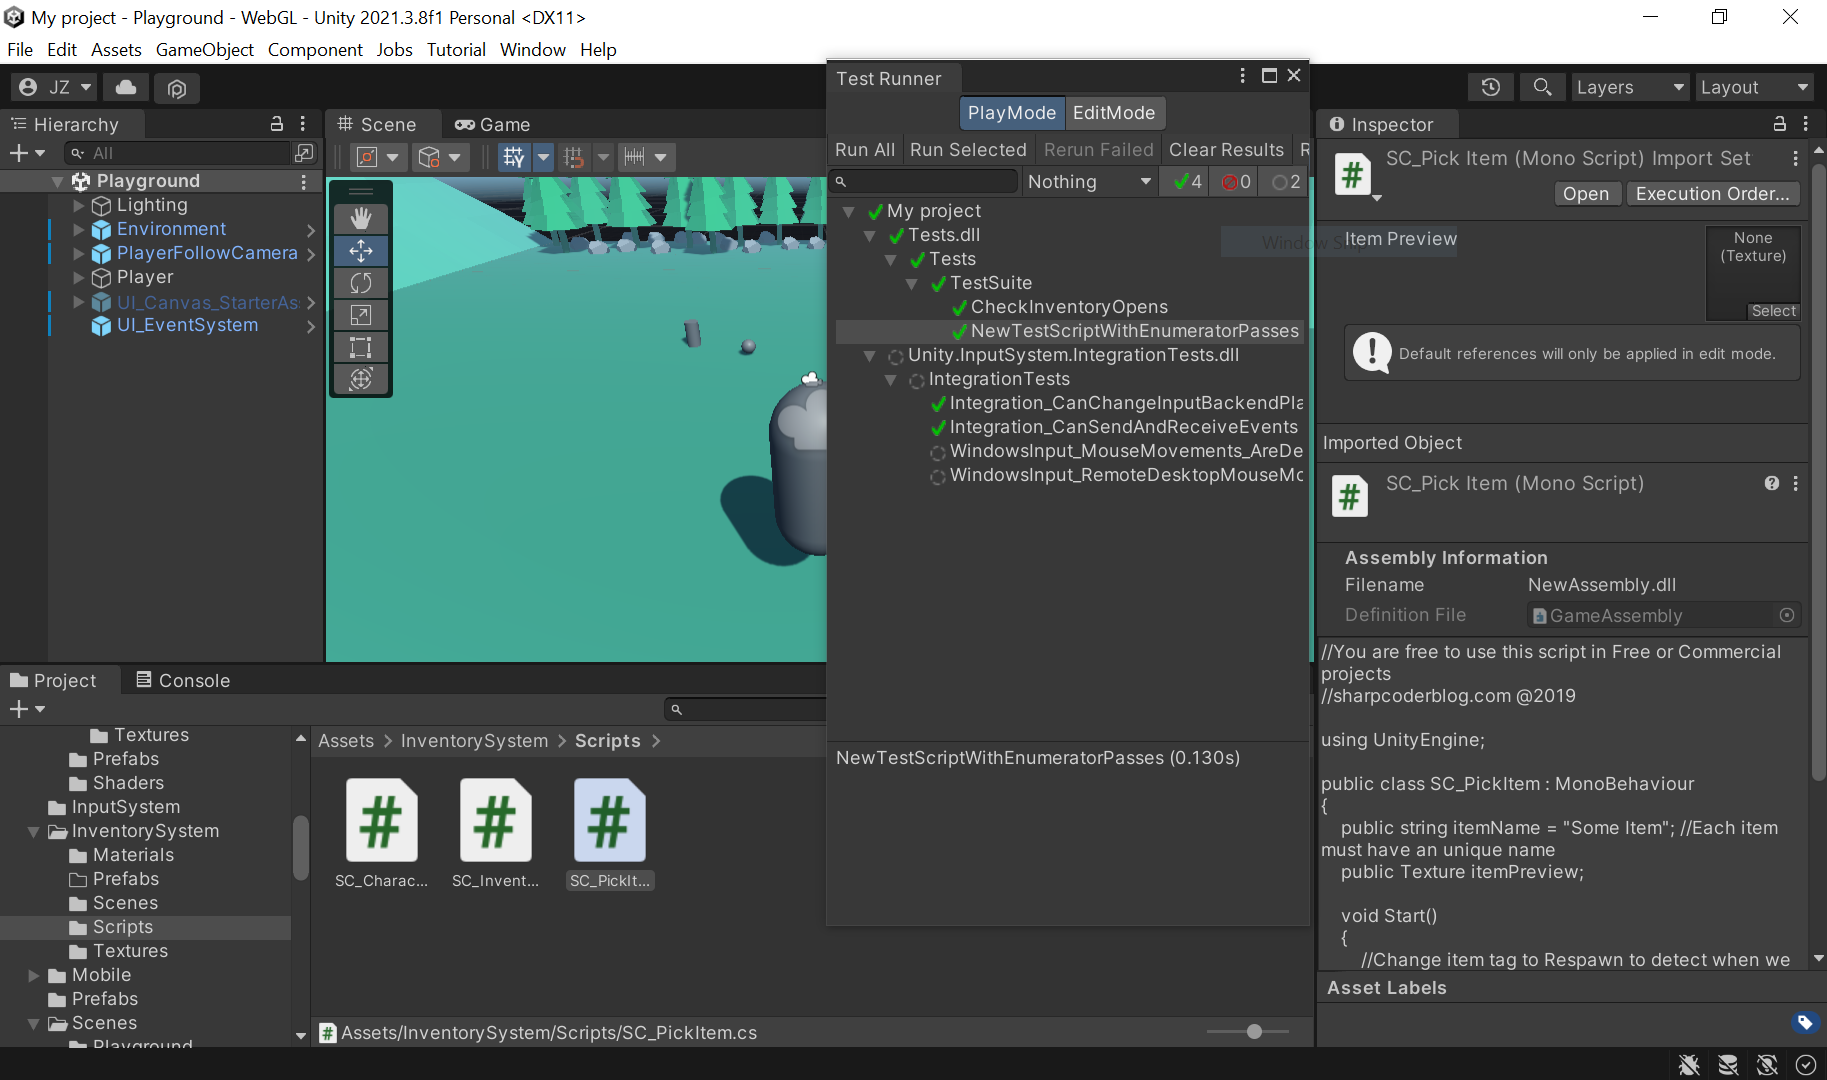 My project - Playground - WebGL - Unity 2021.3.8f1 Personal <DX11>
File Edit Assets GameObject Component Jobs Tutorial Window Help
JZ
Layers
Layout
Hierarchy
All
Playground
Lighting
Environment
PlayerFollowCamera
Player
UI_Canvas_StarterAs
UI_EventSystem
Scene
Game
Test Runner
PlayMode
EditMode
Run All
Run Selected
Rerun Failed
Clear Results
R
Nothing
4
0
2
My project
Tests.dll
Tests
TestSuite
CheckInventoryOpens
NewTestScriptWithEnumeratorPasses
Unity.InputSystem.IntegrationTests.dll
IntegrationTests
Integration_CanChangeInputBackendPla
Integration_CanSendAndReceiveEvents
WindowsInput_MouseMovements_AreDe
WindowsInput_RemoteDesktopMouseMo
NewTestScriptWithEnumeratorPasses (0.130s)
Inspector
SC_Pick Item (Mono Script) Import Set
Open
Execution Order...
Window
Item Preview
None
(Texture)
Select
Default references will only be applied in edit mode.
Imported Object
SC_Pick Item (Mono Script)
Assembly Information
Filename NewAssembly.dll
Definition File GameAssembly
//You are free to use this script in Free or Commercial
projects
//sharpcoderblog.com @2019
using UnityEngine;
public class SC_PickItem : MonoBehaviour
{
public string itemName = "Some Item"; //Each item
must have an unique name
public Texture itemPreview;
void Start()
{
//Change item tag to Respawn to detect when we
Asset Labels
Project
Console
Textures
Prefabs
Shaders
InputSystem
InventorySystem
Materials
Prefabs
Scenes
Scripts
Textures
Mobile
Prefabs
Scenes
Playground
Assets > InventorySystem > Scripts >
SC_Charac...
SC_Invent...
SC_PickIt...
Assets/InventorySystem/Scripts/SC_PickItem.cs